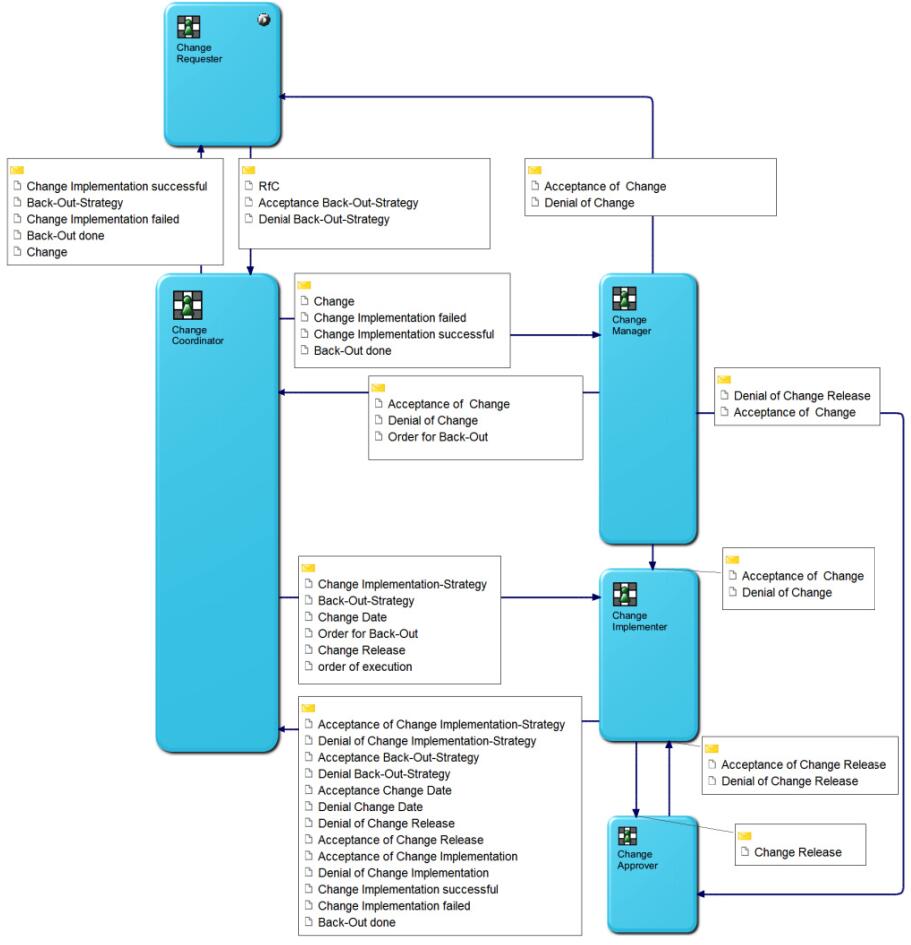 Change
Requester
Change Implementation successful
Back-Out-Strategy
Change Implementation failed
Back-Out done
Change
RfC
Acceptance Back-Out-Strategy
Denial Back-Out-Strategy
Acceptance of Change
Denial of Change
Change
Coordinator
Change
Change Implementation failed
Change Implementation successful
Back-Out done
Change
Manager
Acceptance of Change
Denial of Change
Order for Back-Out
Denial of Change Release
Acceptance of Change
Change Implementation-Strategy
Back-Out-Strategy
Change Date
Order for Back-Out
Change Release
order of execution
Change
Implementer
Acceptance of Change
Denial of Change
Acceptance of Change Implementation-Strategy
Denial of Change Implementation-Strategy
Acceptance Back-Out-Strategy
Denial Back-Out-Strategy
Acceptance Change Date
Denial Change Date
Denial of Change Release
Acceptance of Change Release
Acceptance of Change Implementation
Denial of Change Implementation
Change Implementation successful
Change Implementation failed
Back-Out done
Acceptance of Change Release
Denial of Change Release
Change
Approver
Change Release